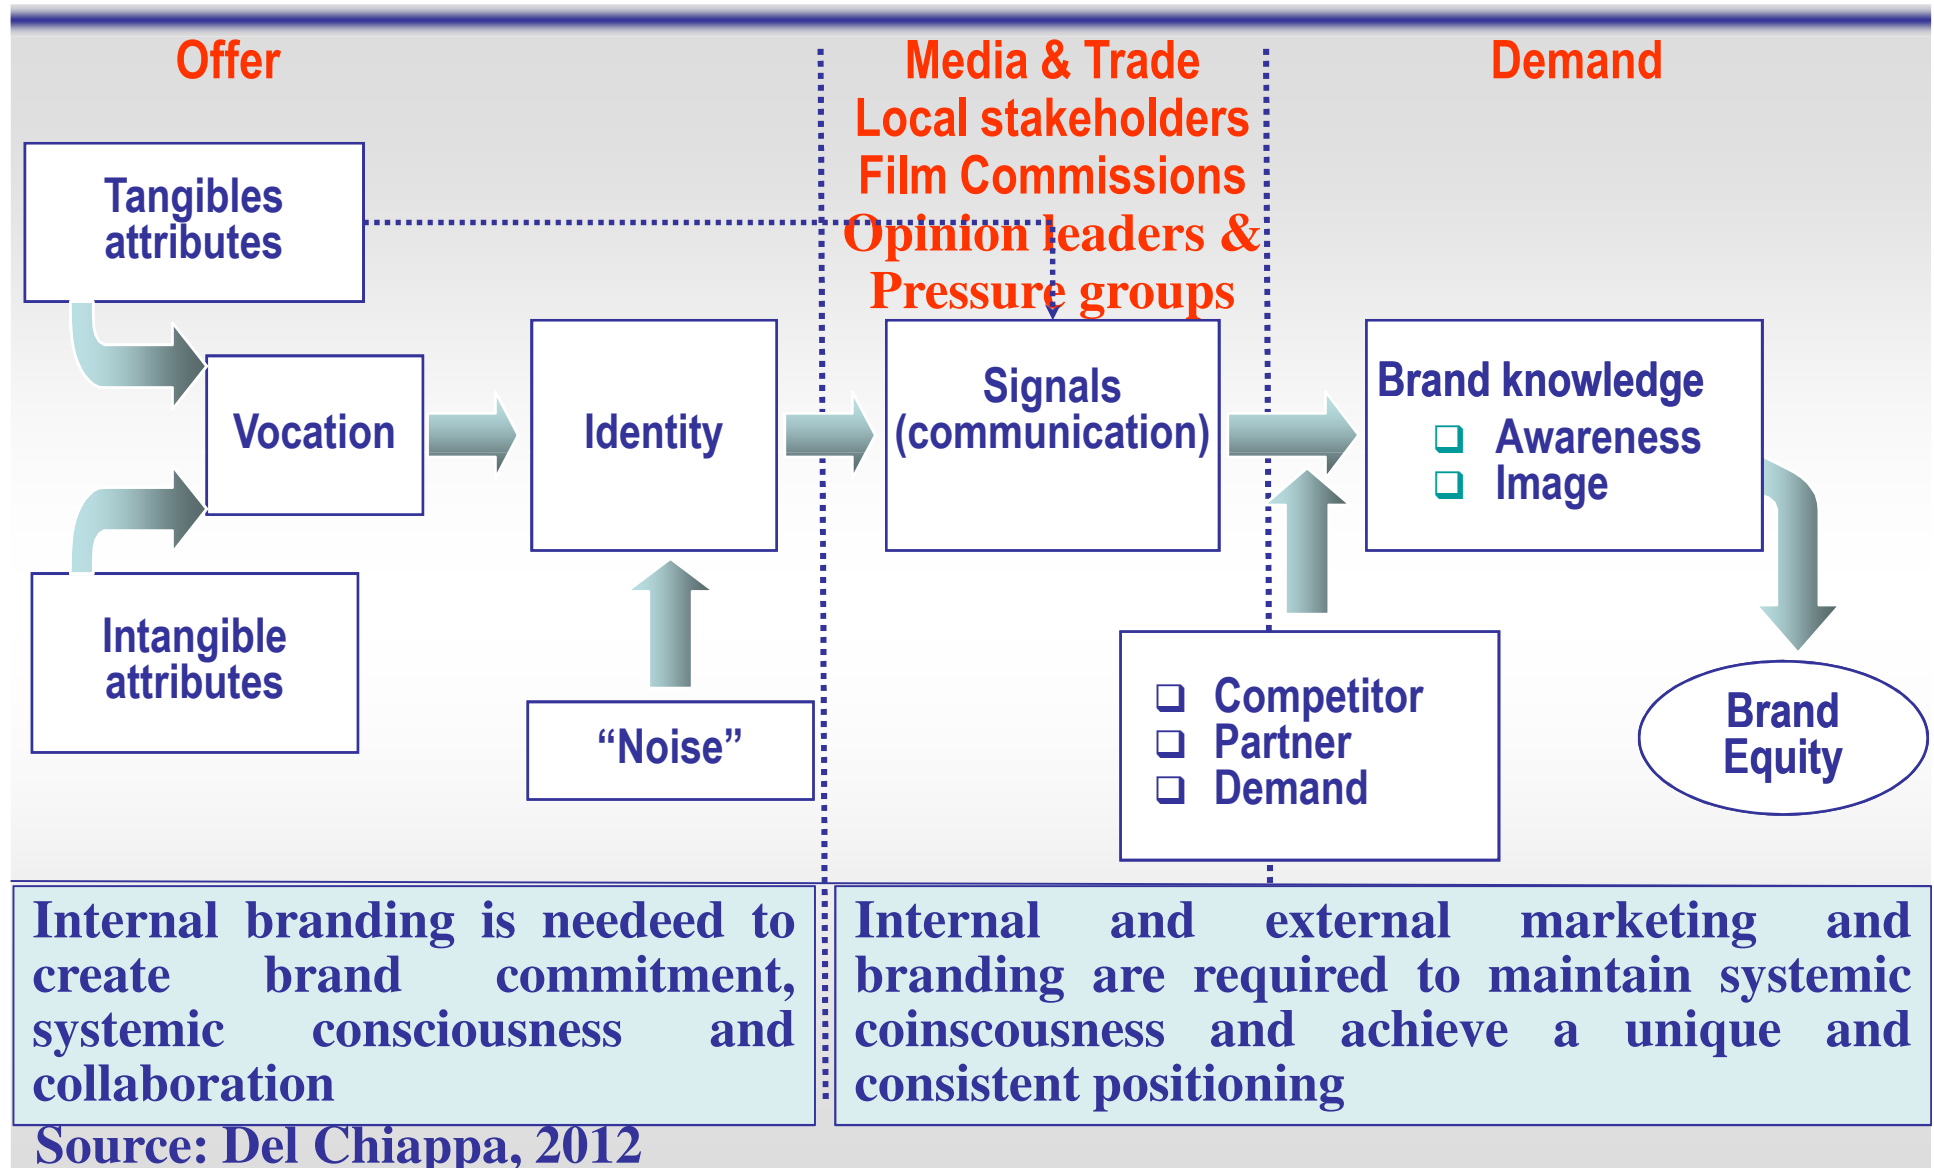 Offer
Media & Trade
Local stakeholders
Film Commissions
Opinion leaders &
Pressure groups
Demand
Tangibles
attributes
Vocation
Identity
Signals
(communication)
Brand knowledge
❑ Awareness
❑ Image
Intangible
attributes
“Noise”
❑ Competitor
❑ Partner
❑ Demand
Brand
Equity
Internal branding is needeed to
create brand commitment,
systemic consciousness and
collaboration
Internal and external marketing and
branding are required to maintain systemic
coinscousness and achieve a unique and
consistent positioning
Source: Del Chiappa, 2012